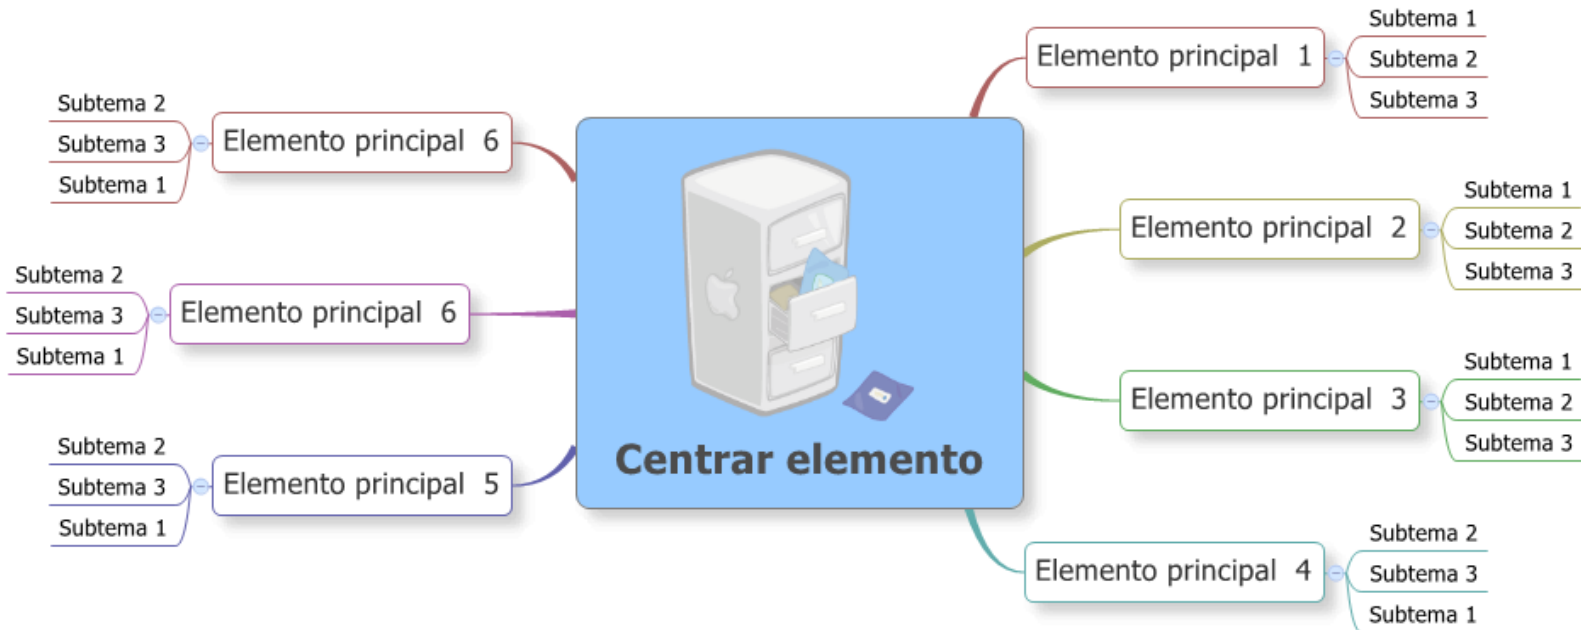 Subtema 1
Elemento principal 1
Subtema 2
Subtema 3
Subtema 2
Elemento principal 6
Subtema 3
Subtema 1
Subtema 1
Elemento principal 2
Subtema 2
Subtema 3
Subtema 2
Elemento principal 6
Subtema 3
Subtema 1
Subtema 1
Elemento principal 3
Subtema 2
Subtema 3
Subtema 2
Elemento principal 5
Subtema 3
Subtema 1
Centrar elemento
Subtema 2
Elemento principal 4
Subtema 3
Subtema 1